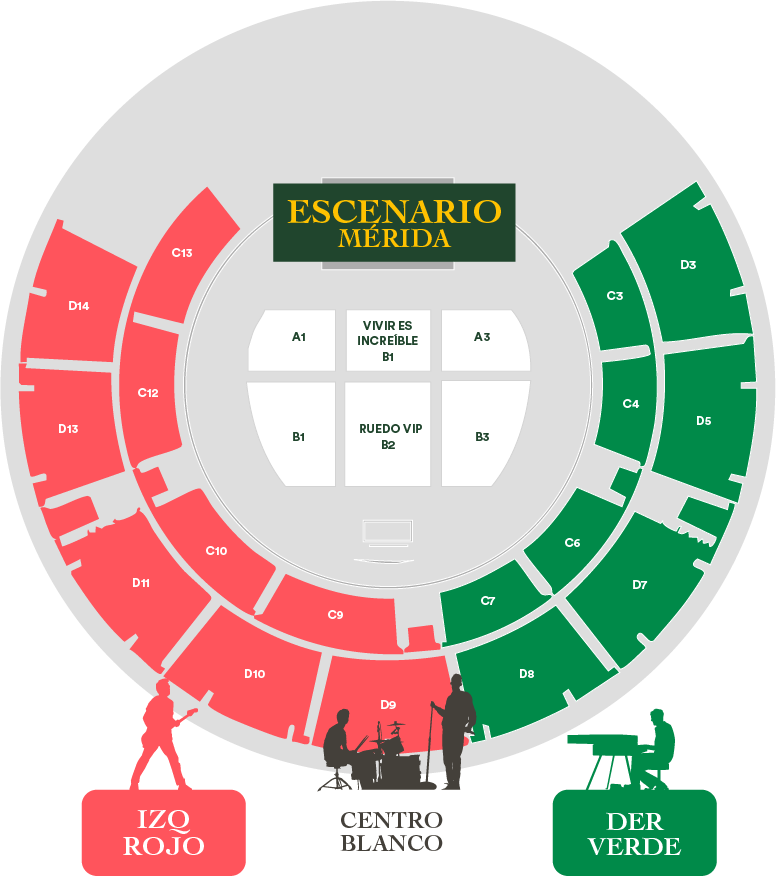 ESCENARIO
MÉRIDA
C13
D14
D3
C3
A1
VIVIR ES
INCREÍBLE
B1
A3
C12
C4
D13
D5
B1
RUEDO VIP
B2
B3
C10
C6
D11
D7
C9
C7
D10
D8
D9
IZQ
ROJO
CENTRO
BLANCO
DER
VERDE